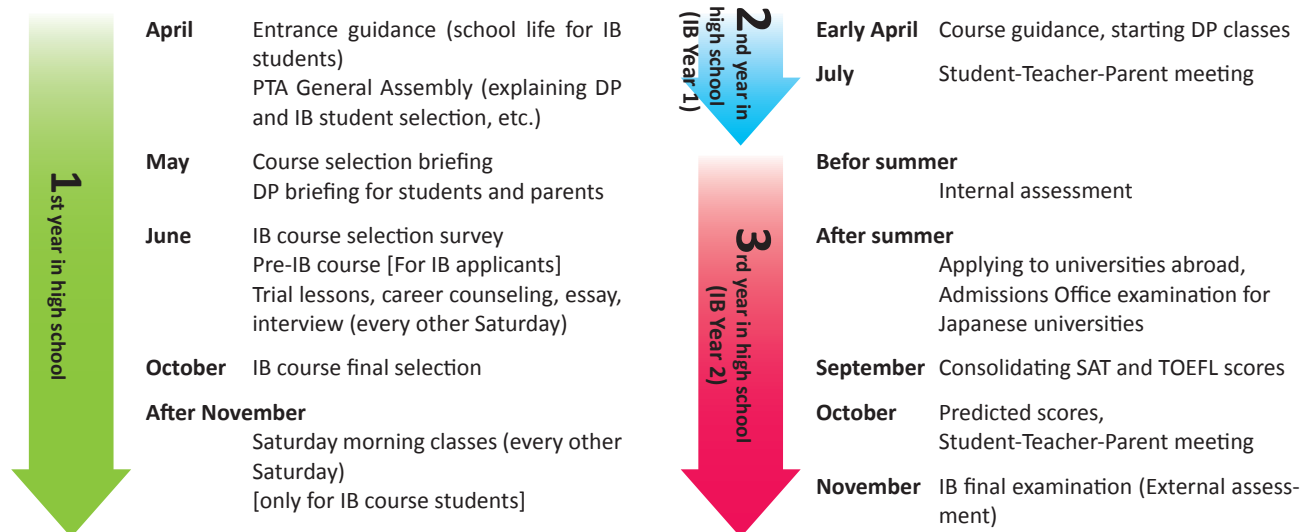 1st year in high school
April Entrance guidance (school life for IB
students)
PTA General Assembly (explaining DP
and IB student selection, etc.)
May Course selection briefing
DP briefing for students and parents
June IB course selection survey
Pre-IB course [For IB applicants]
Trial lessons, career counseling, essay,
interview (every other Saturday)
October IB course final selection
After November
Saturday morning classes (every other
Saturday)
[only for IB course students]
2nd year in
high school
(IB Year 1)
Early April Course guidance, starting DP classes
July Student-Teacher-Parent meeting
3rd year in high school
(IB Year 2)
Befor summer
Internal assessment
After summer
Applying to universities abroad,
Admissions Office examination for
Japanese universities
September Consolidating SAT and TOEFL scores
October Predicted scores,
Student-Teacher-Parent meeting
November IB final examination (External assess-
ment)